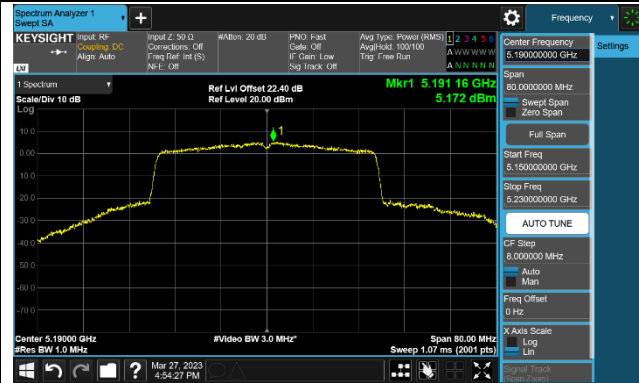 Spectrum Analyzer 1
Swept SA
Frequency
KEYSIGHT
Input: RF
Coupling: DC
Align: Auto
Input Z: 50 Ω
Corrections: Off
Freq Ref: Int (S)
NFE: Off
#Atten: 20 dB
PNO: Fast
Gate: Off
IF Gain: Low
Sig Track: Off
Avg Type: Power (RMS)
Avg|Hold: 100/100
Trig: Free Run
1 2 3 4 5 6
A W W W W W
A N N N N N
LXI
1 Spectrum
Scale/Div 10 dB
Log
Ref Lvl Offset 22.40 dB
Ref Level 20.00 dBm
Mkr1 5.191 16 GHz
5.172 dBm
1
10.0
0.00
-10.0
-20.0
-30.0
-40.0
-50.0
-60.0
-70.0
Center 5.19000 GHz
#Res BW 1.0 MHz
#Video BW 3.0 MHz*
Span 80.00 MHz
Sweep 1.07 ms (2001 pts)
Mar 27, 2023
4:54:27 PM
Settings
Center Frequency
5.190000000 GHz
Span
80.0000000 MHz
Swept Span
Zero Span
Full Span
Start Freq
5.150000000 GHz
Stop Freq
5.230000000 GHz
AUTO TUNE
CF Step
8.000000 MHz
Auto
Man
Freq Offset
0 Hz
X Axis Scale
Log
Lin
Signal Track
(Span Zoom)